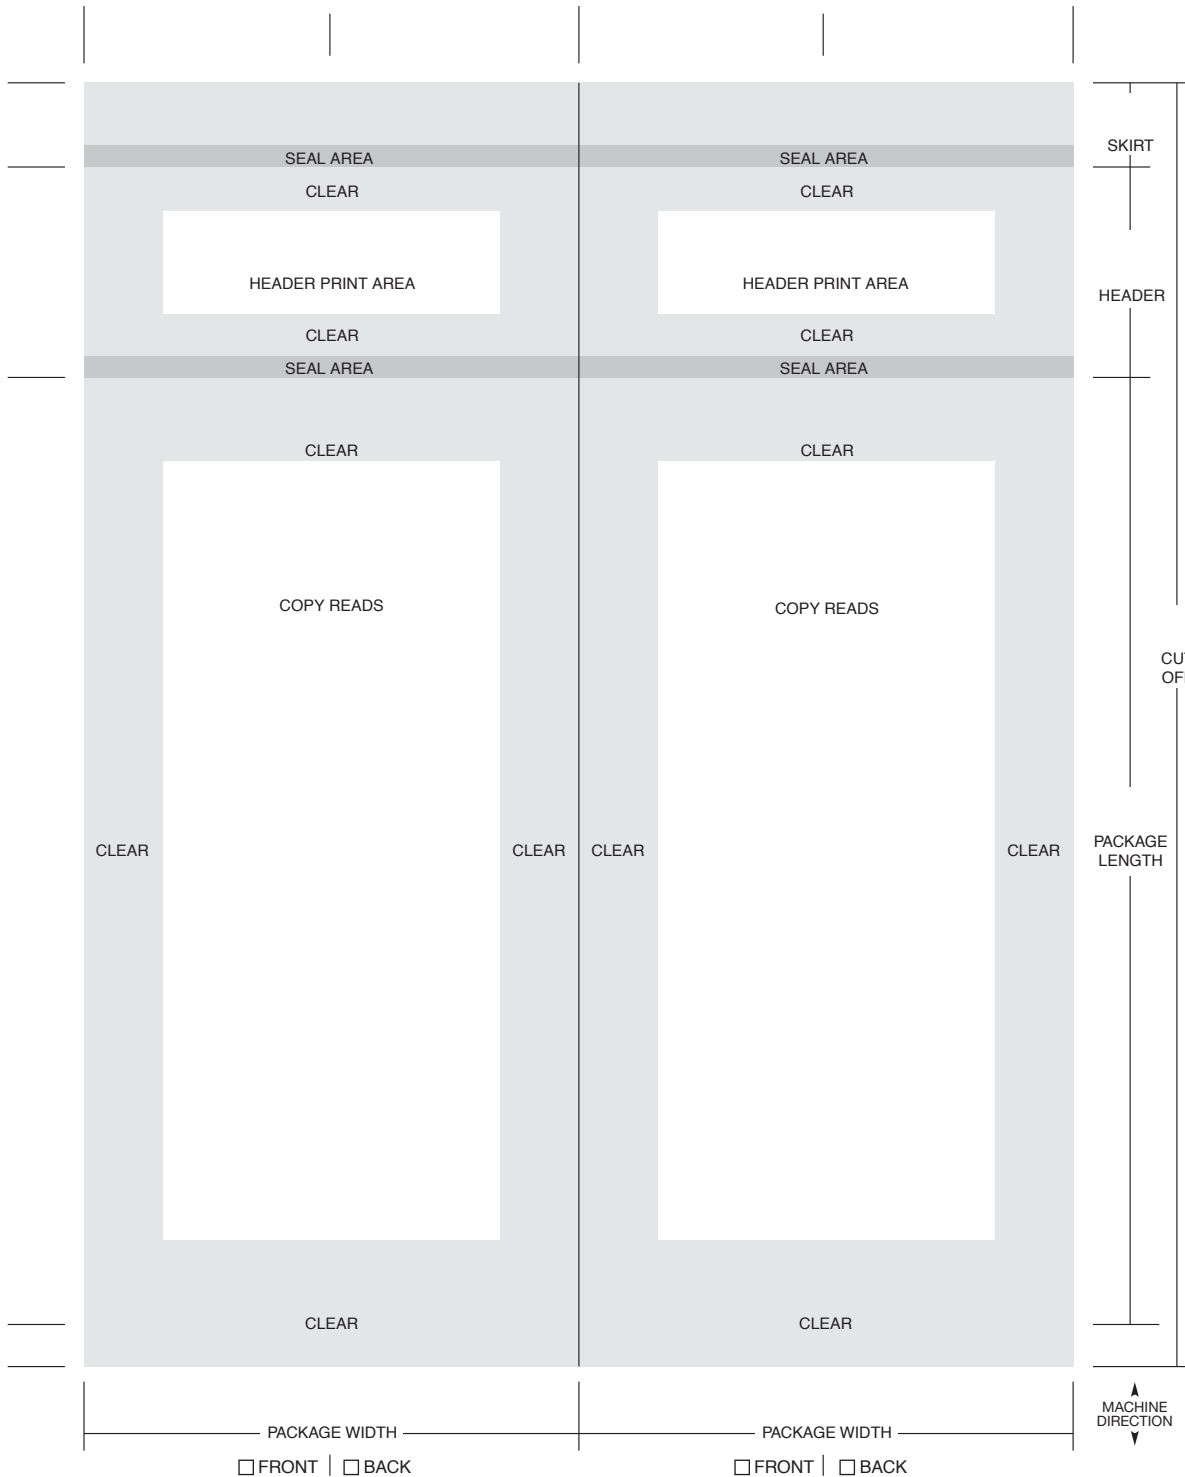 SEAL AREA SEAL AREA SKIRT
CLEAR CLEAR
HEADER PRINT AREA HEADER PRINT AREA HEADER
CLEAR CLEAR
SEAL AREA SEAL AREA
CLEAR CLEAR
COPY READS COPY READS
CLEAR CLEAR CLEAR CLEAR
PACKAGE
LENGTH
CLEAR CLEAR
MACHINE
DIRECTION
PACKAGE WIDTH PACKAGE WIDTH
FRONT BACK FRONT BACK